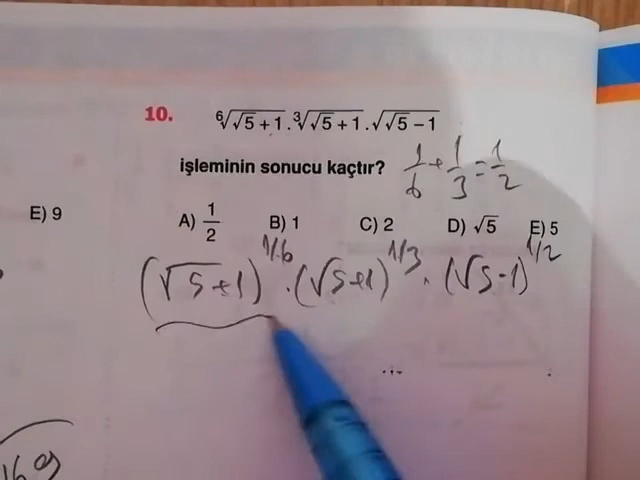 10. ⁶√(√5+1) . ³√(√5+1) . √(√5−1)
işleminin sonucu kaçtır?
1/6 + 1/3 = 1/2
E) 9
A) 1/2 B) 1 C) 2 D) √5 E) 5
(√5+1)^1/6 . (√5+1)^1/3 . (√5-1)^1/2